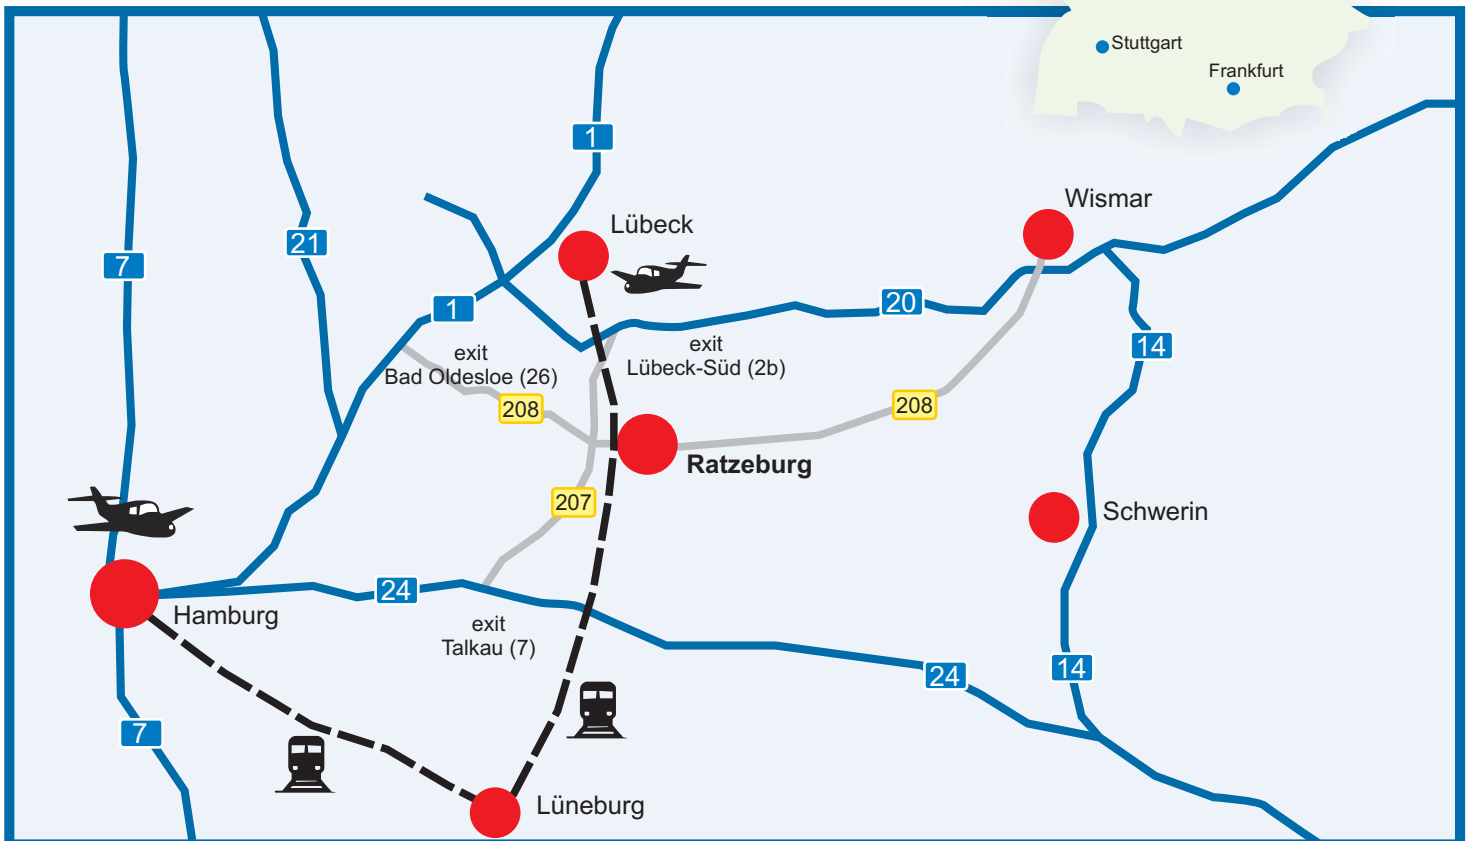 Stuttgart
Frankfurt
1
Wismar
Lübeck
21
7
20
1
14
exit
Lübeck-Süd (2b)
exit
Bad Oldesloe (26)
208
208
Ratzeburg
207
Schwerin
24
Hamburg
exit
Talkau (7)
14
24
7
Lüneburg